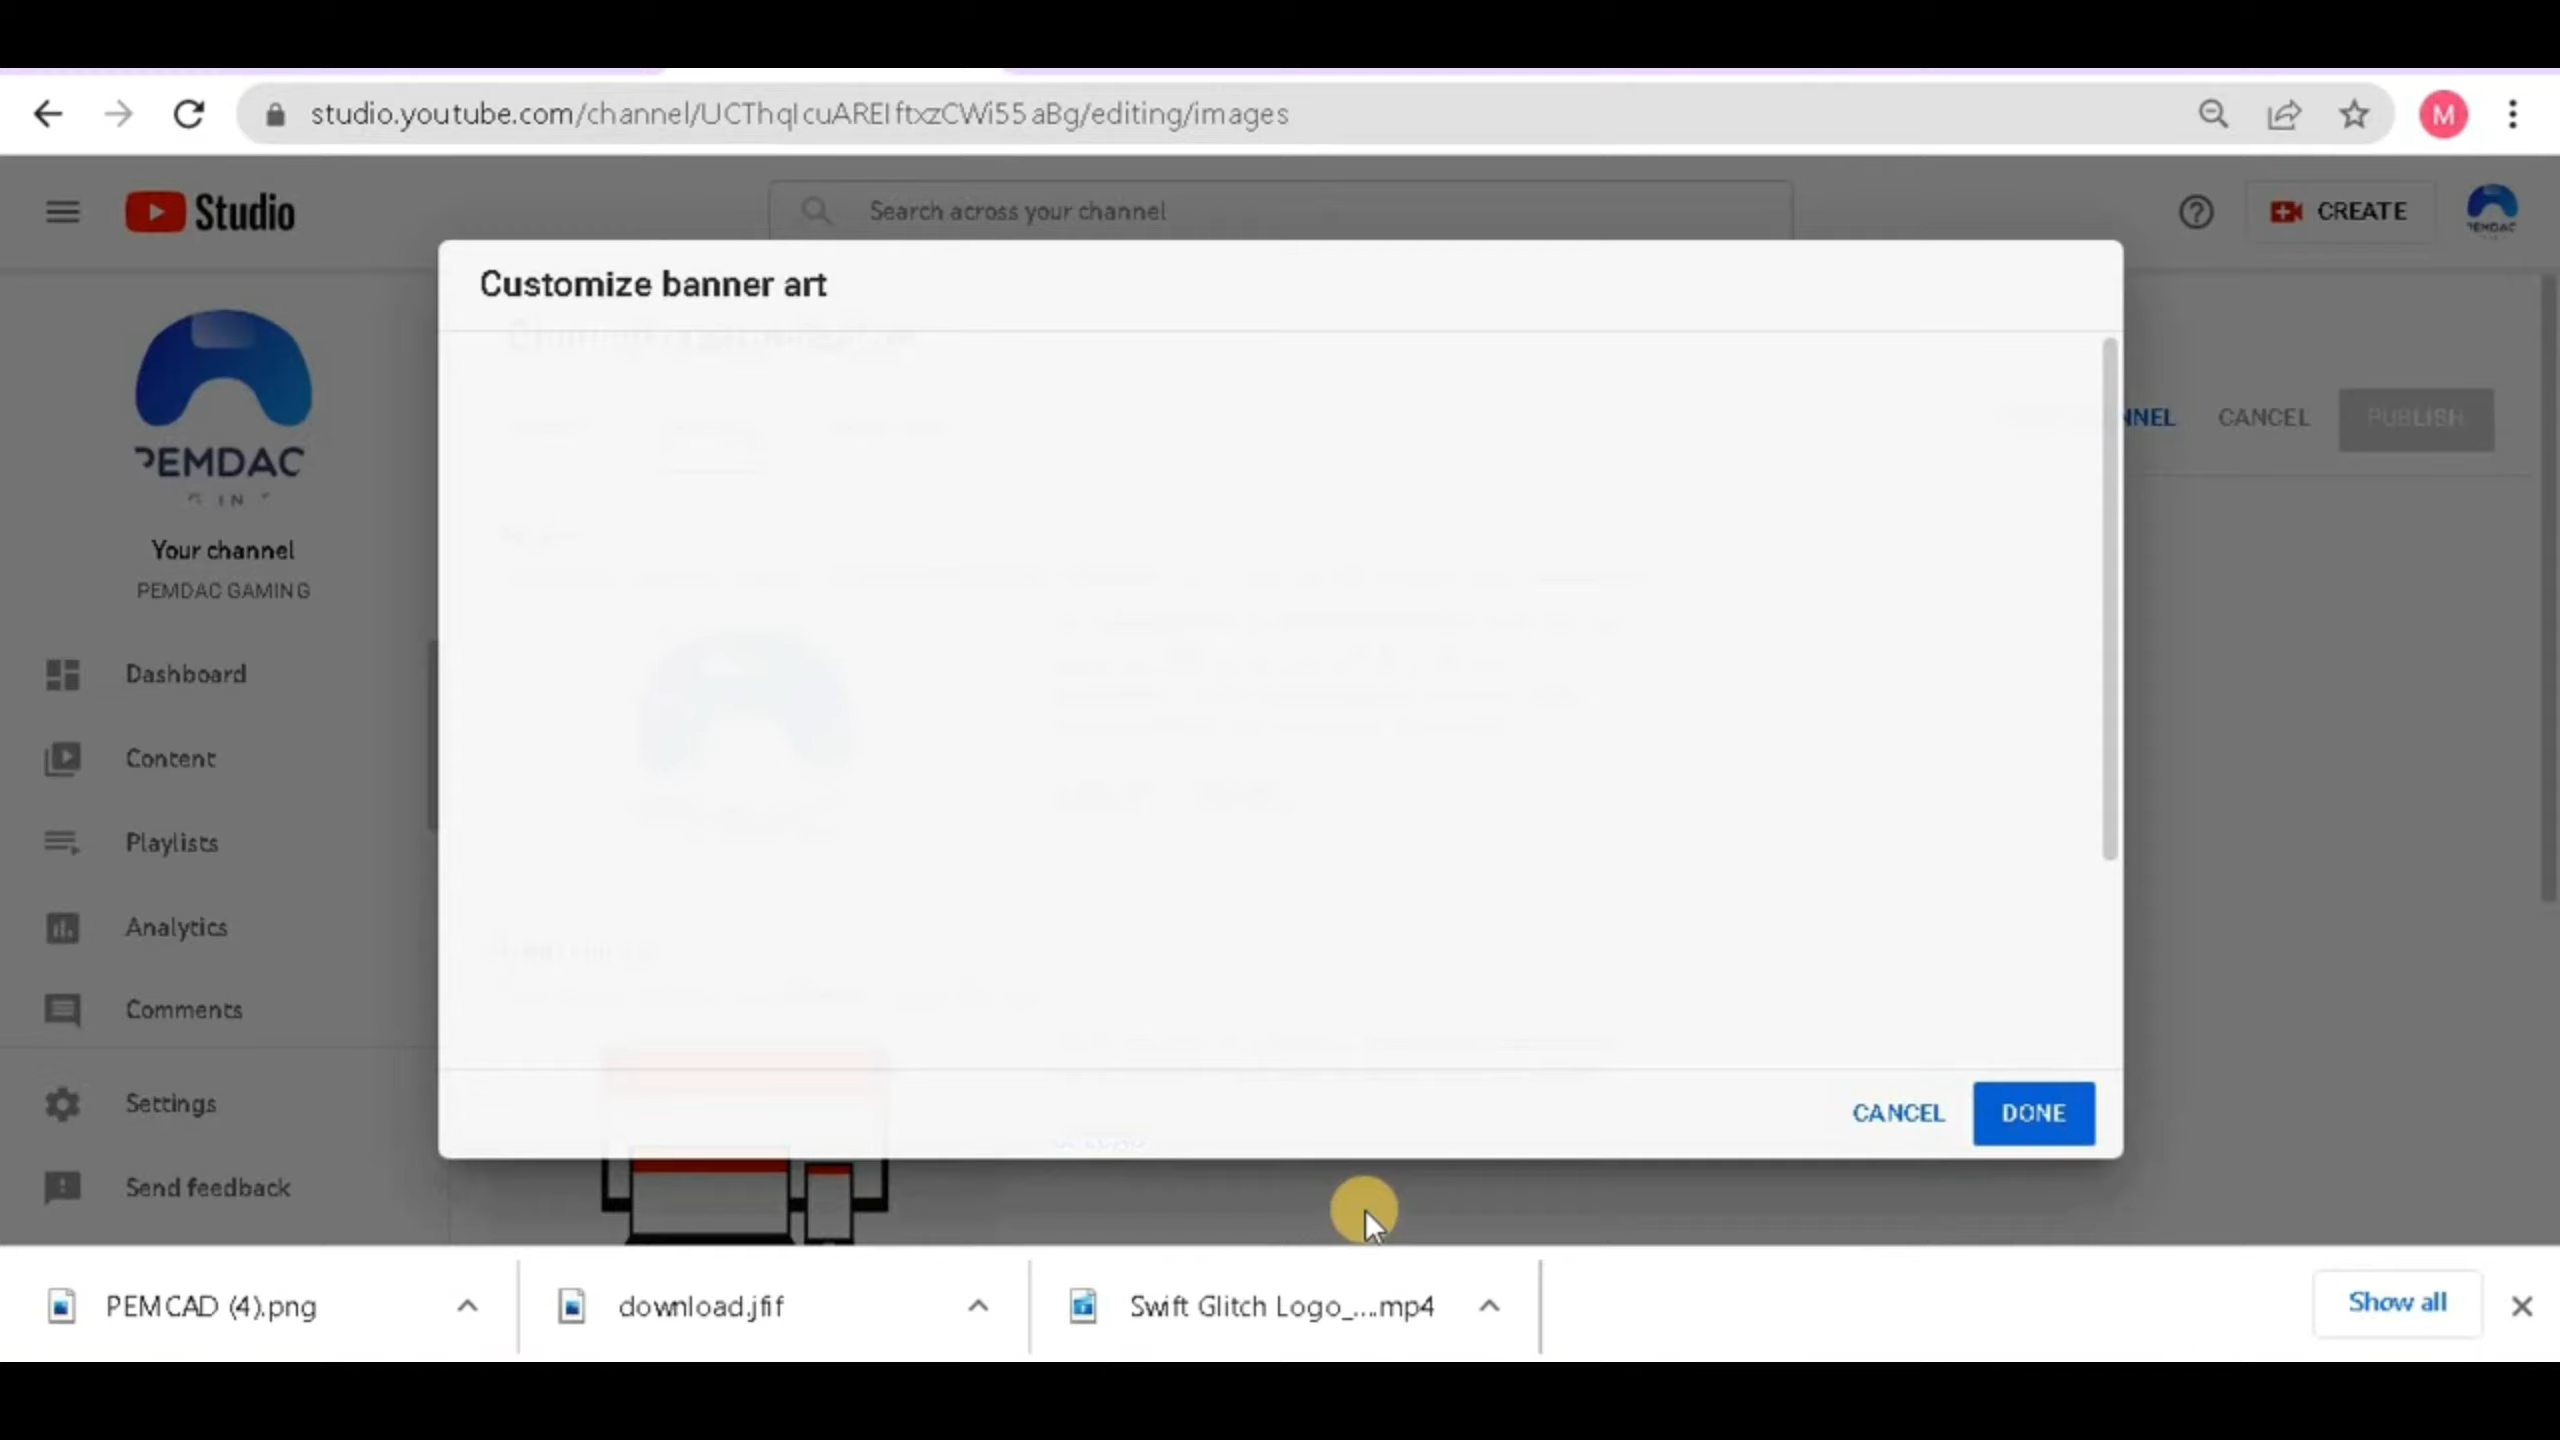 studio.youtube.com/channel/UCThqIcuAREIftxzCWi55aBg/editing/images
M
Studio
Search across your channel
CREATE
PEMDAC
Customize banner art
NNEL
CANCEL
PUBLISH
PEMDAC
Your channel
PEMDAC GAMING
Dashboard
Content
Playlists
Analytics
Comments
Settings
Send feedback
CANCEL
DONE
PEMCAD (4).png
download.jfif
Swift Glitch Logo_....mp4
Show all